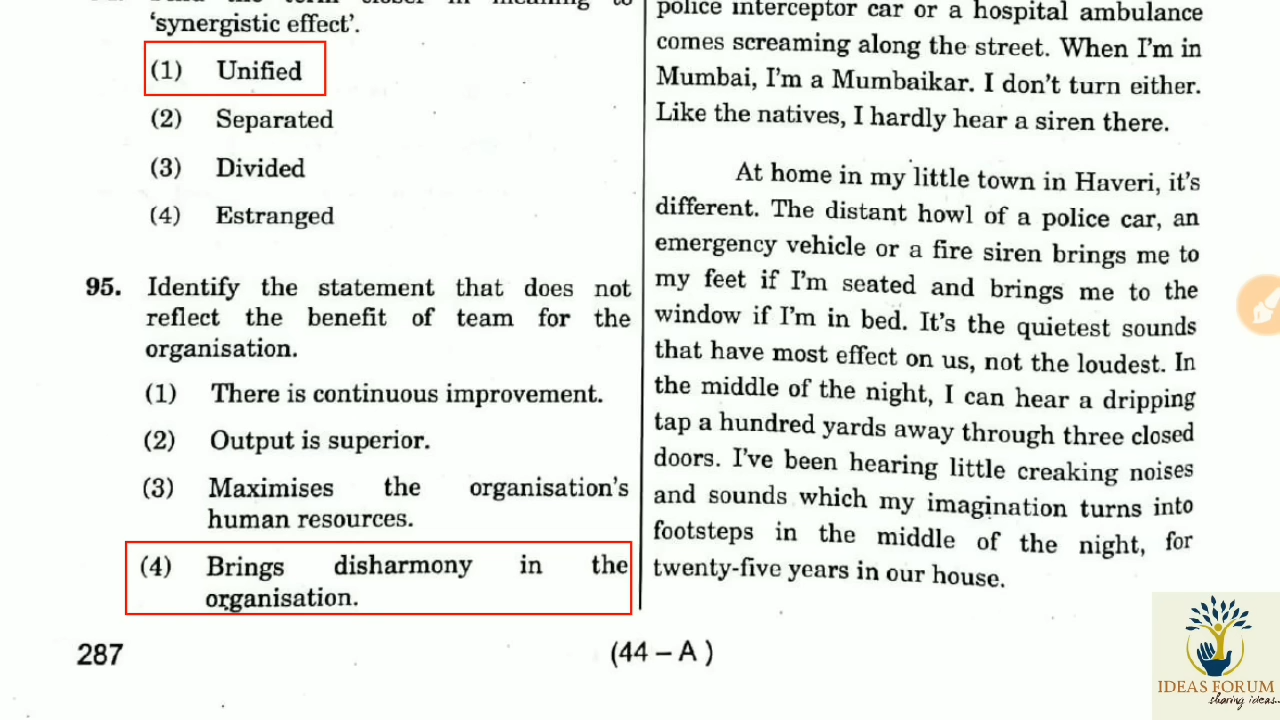 'synergistic effect'.
(1) Unified
(2) Separated
(3) Divided
(4) Estranged
95. Identify the statement that does not
reflect the benefit of team for the
organisation.
(1) There is continuous improvement.
(2) Output is superior.
(3) Maximises the organisation's
human resources.
(4) Brings disharmony in the
organisation.
police interceptor car or a hospital ambulance
comes screaming along the street. When I'm in
Mumbai, I'm a Mumbaikar. I don't turn either.
Like the natives, I hardly hear a siren there.
At home in my little town in Haveri, it's
different. The distant howl of a police car, an
emergency vehicle or a fire siren brings me to
my feet if I'm seated and brings me to the
window if I'm in bed. It's the quietest sounds
that have most effect on us, not the loudest. In
the middle of the night, I can hear a dripping
tap a hundred yards away through three closed
doors. I've been hearing little creaking noises
and sounds which my imagination turns into
footsteps in the middle of the night, for
twenty-five years in our house.
287
(44 – A )
IDEAS FORUM
sharing ideas...